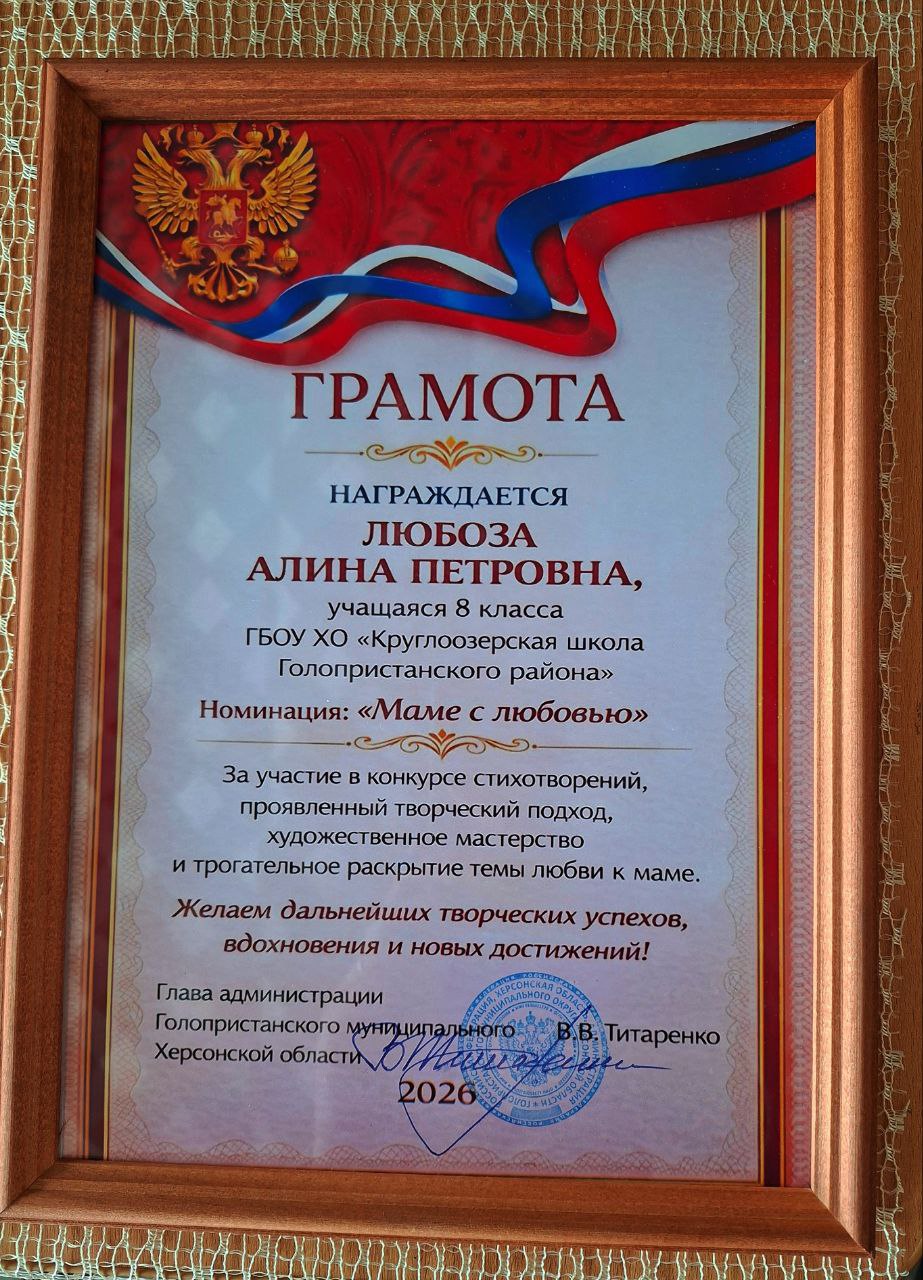 ГРАМОТА
НАГРАЖДАЕТСЯ
ЛЮБОЗА
АЛИНА ПЕТРОВНА,
учащаяся 8 класса
ГБОУ ХО «Круглоозерская школа
Голопристанского района»
Номинация: «Маме с любовью»
За участие в конкурсе стихотворений,
проявленный творческий подход,
художественное мастерство
и трогательное раскрытие темы любви к маме.
Желаем дальнейших творческих успехов,
вдохновения и новых достижений!
Глава администрации
Голопристанского муниципального В.В. Титаренко
Херсонской области
2026